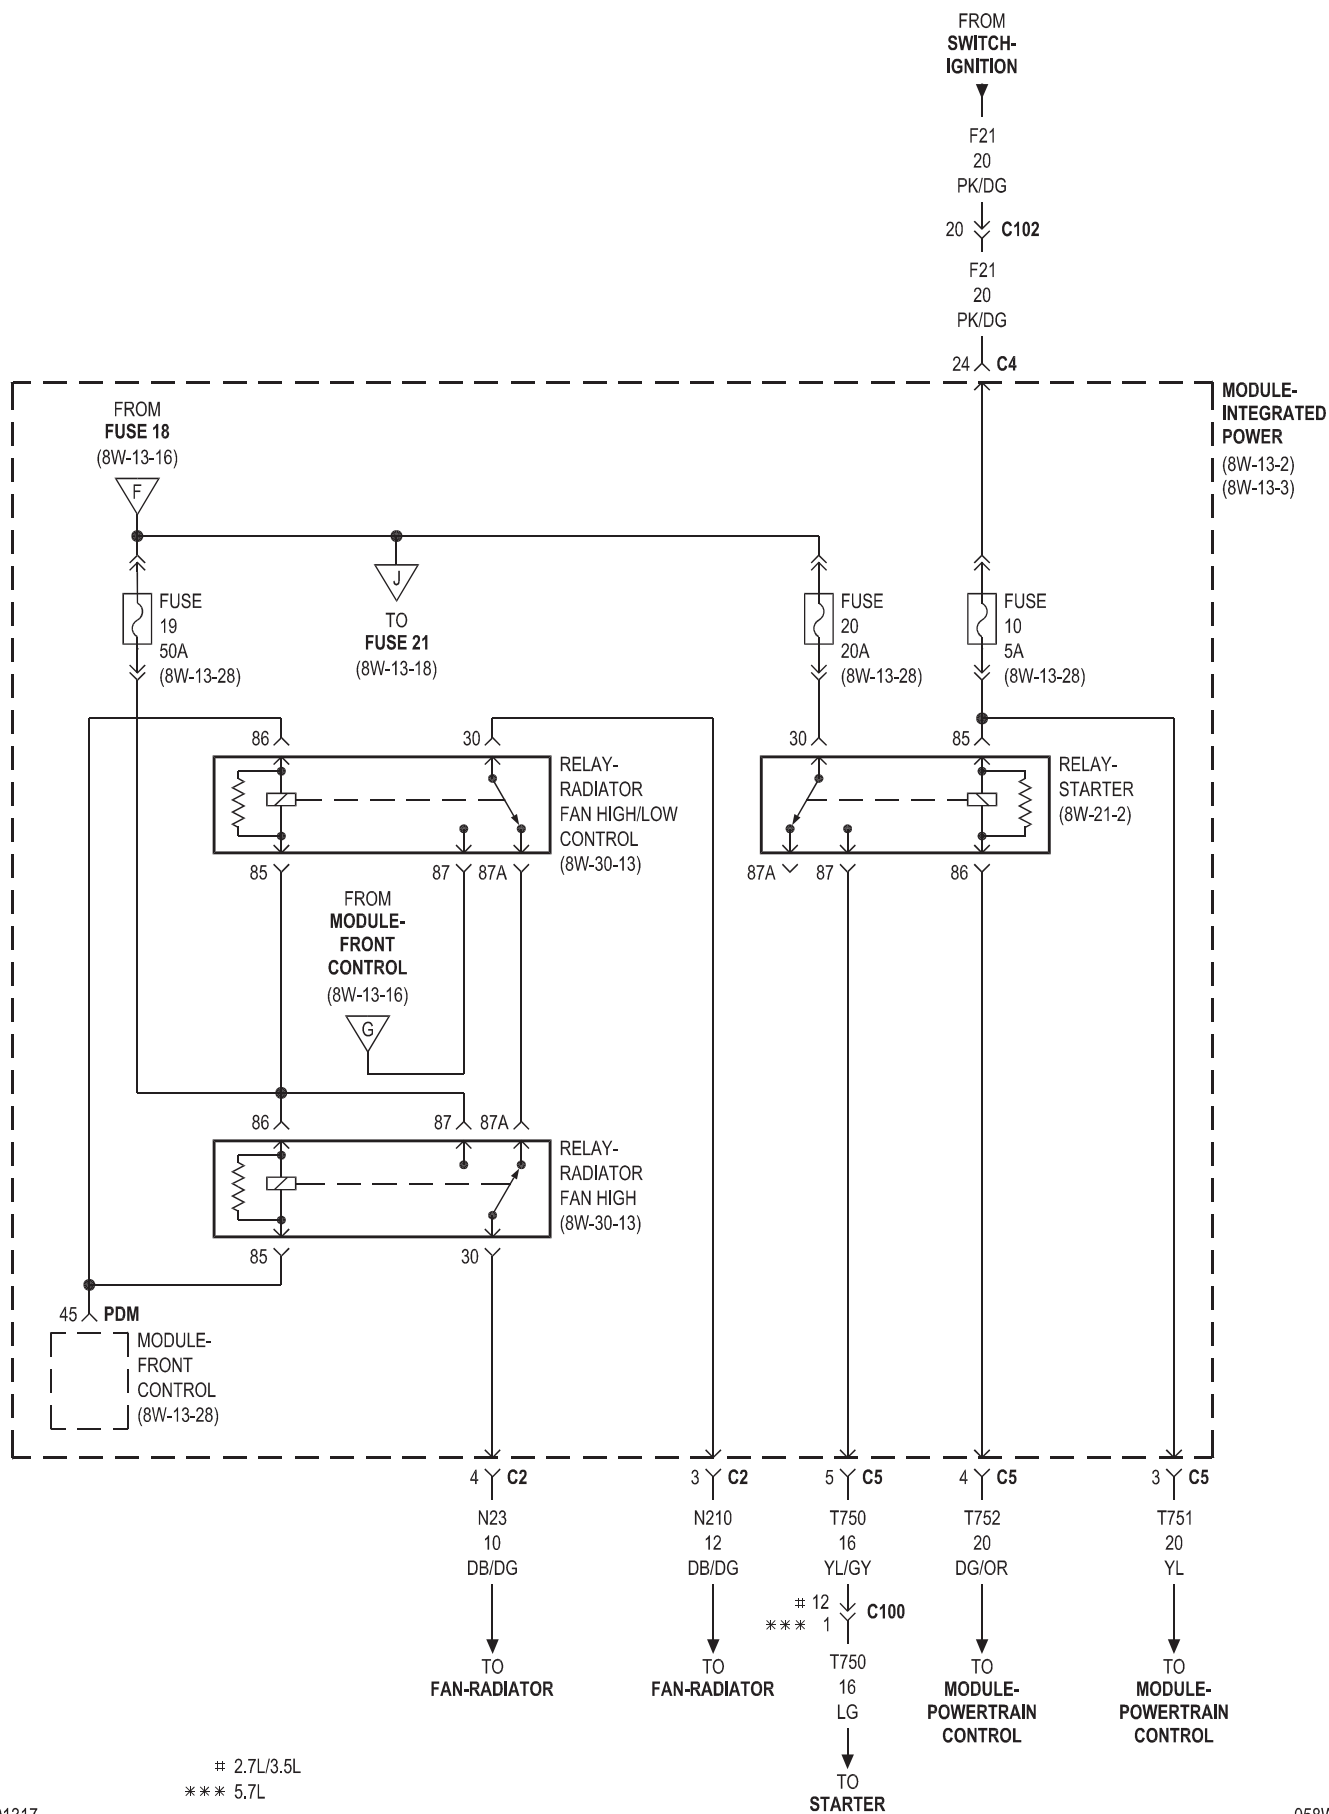 FROM
SWITCH-
IGNITION
F21
20
PK/DG
20 C102
F21
20
PK/DG
24 C4
MODULE-
INTEGRATED
POWER
(8W-13-2)
(8W-13-3)
FROM
FUSE 18
(8W-13-16)
F
J
TO
FUSE 21
(8W-13-18)
FUSE
19
50A
(8W-13-28)
FUSE
20
20A
(8W-13-28)
FUSE
10
5A
(8W-13-28)
86 30
RELAY-
RADIATOR
FAN HIGH/LOW
CONTROL
(8W-30-13)
85 87 87A
30 85
RELAY-
STARTER
(8W-21-2)
87A 87 86
FROM
MODULE-
FRONT
CONTROL
(8W-13-16)
G
86 87 87A
RELAY-
RADIATOR
FAN HIGH
(8W-30-13)
85 30
45 PDM
MODULE-
FRONT
CONTROL
(8W-13-28)
4 C2
N23
10
DB/DG
TO
FAN-RADIATOR
3 C2
N210
12
DB/DG
TO
FAN-RADIATOR
5 C5
T750
16
YL/GY
# 12
*** 1
C100
T750
16
LG
TO
STARTER
4 C5
T752
20
DG/OR
TO
MODULE-
POWERTRAIN
CONTROL
3 C5
T751
20
YL
TO
MODULE-
POWERTRAIN
CONTROL
# 2.7L/3.5L
*** 5.7L